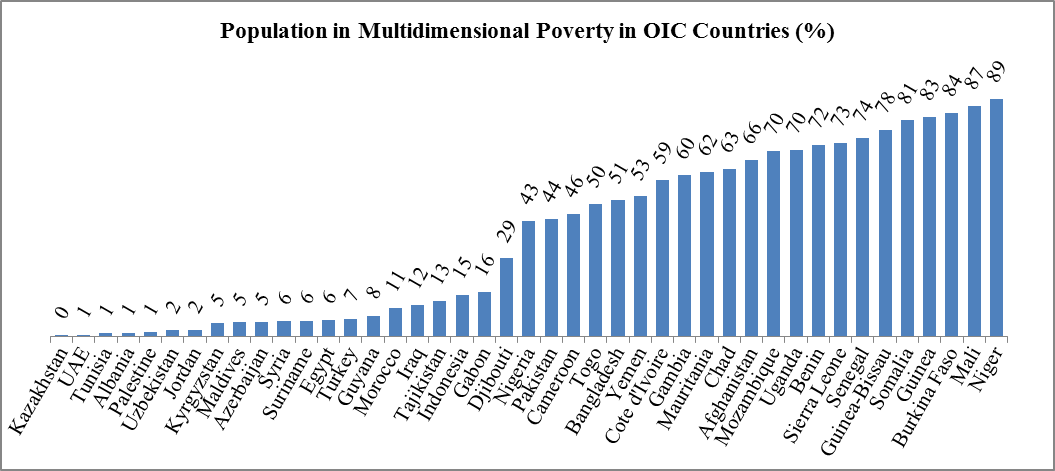 Population in Multidimensional Poverty in OIC Countries (%)
0
1
1
1
1
2
2
5
5
5
6
6
6
7
8
11
12
13
15
16
29
43
44
46
50
51
53
59
60
62
63
66
70
70
72
73
74
78
81
83
84
87
89
Kazakhstan
UAE
Tunisia
Albania
Palestine
Uzbekistan
Jordan
Kyrgyzstan
Maldives
Azerbaijan
Syria
Surname
Egypt
Turkey
Guyana
Morocco
Iraq
Tajikistan
Indonesia
Gabon
Djibouti
Nigeria
Pakistan
Cameroon
Togo
Bangladesh
Yemen
Cote d'Ivoire
Gambia
Mauritania
Chad
Afghanistan
Mozambique
Uganda
Benin
Sierra Leone
Senegal
Guinea-Bissau
Somalia
Guinea
Burkina Faso
Mali
Niger